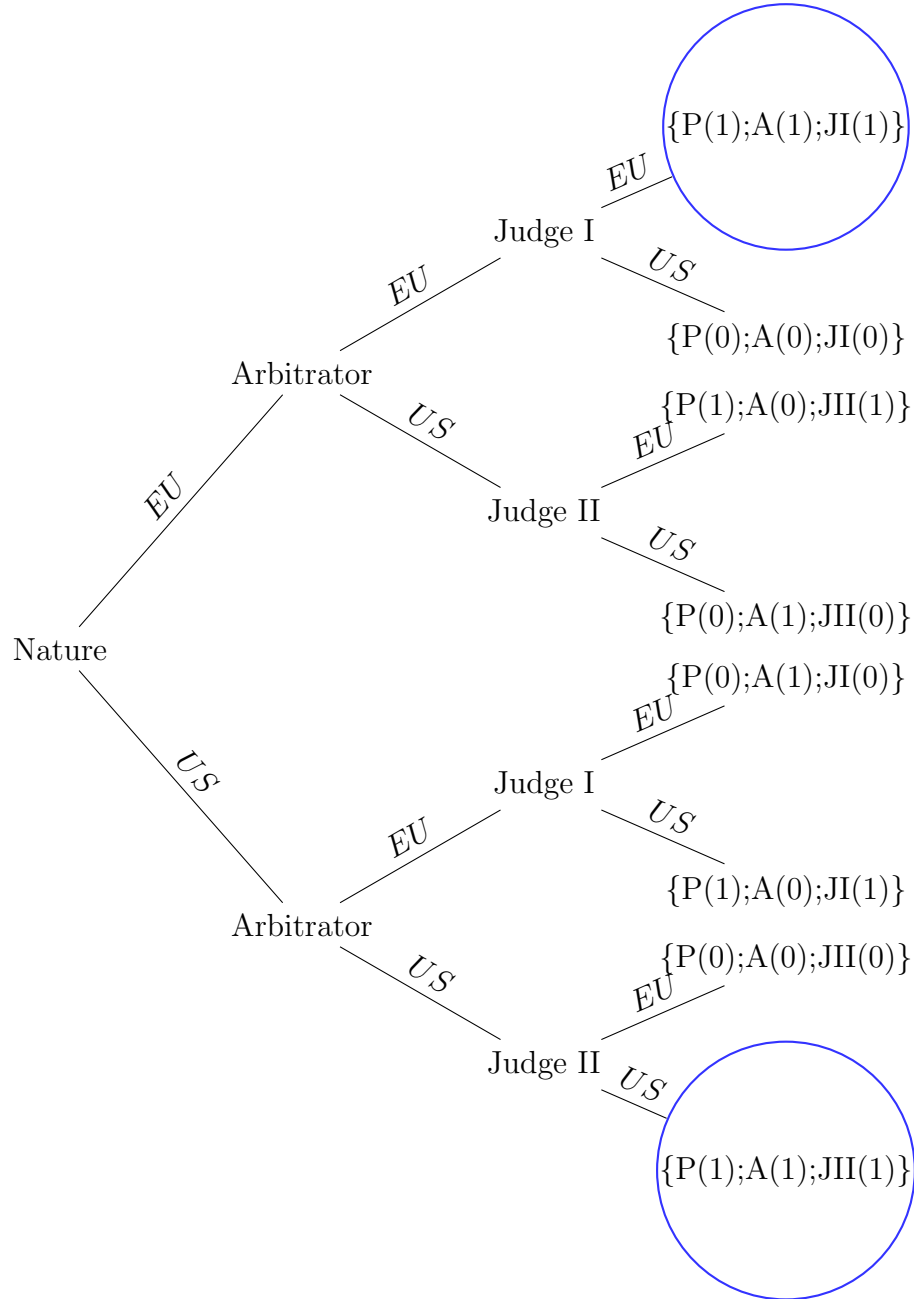 {P(1);A(1);JI(1)}
EU
Judge I
US
EU
{P(0);A(0);JI(0)}
Arbitrator
{P(1);A(0);JII(1)}
US
EU
EU
Judge II
US
{P(0);A(1);JII(0)}
Nature
{P(0);A(1);JI(0)}
EU
US
Judge I
US
EU
{P(1);A(0);JI(1)}
Arbitrator
{P(0);A(0);JII(0)}
US
EU
Judge II
US
{P(1);A(1);JII(1)}